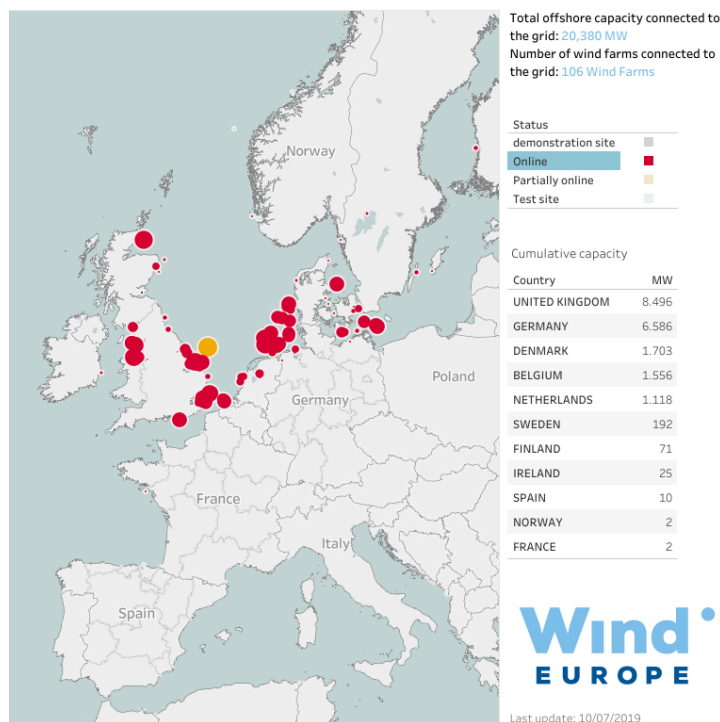 Total offshore capacity connected to
the grid: 20,380 MW
Number of wind farms connected to
the grid: 106 Wind Farms
Status
demonstration site
Online
Partially online
Test site
Cumulative capacity
Country MW
UNITED KINGDOM 8.496
GERMANY 6.586
DENMARK 1.703
BELGIUM 1.556
NETHERLANDS 1.118
SWEDEN 192
FINLAND 71
IRELAND 25
SPAIN 10
NORWAY 2
FRANCE 2
Norway
Poland
Germany
France
Italy
Spain
Wind
EUROPE
Last update: 10/07/2019